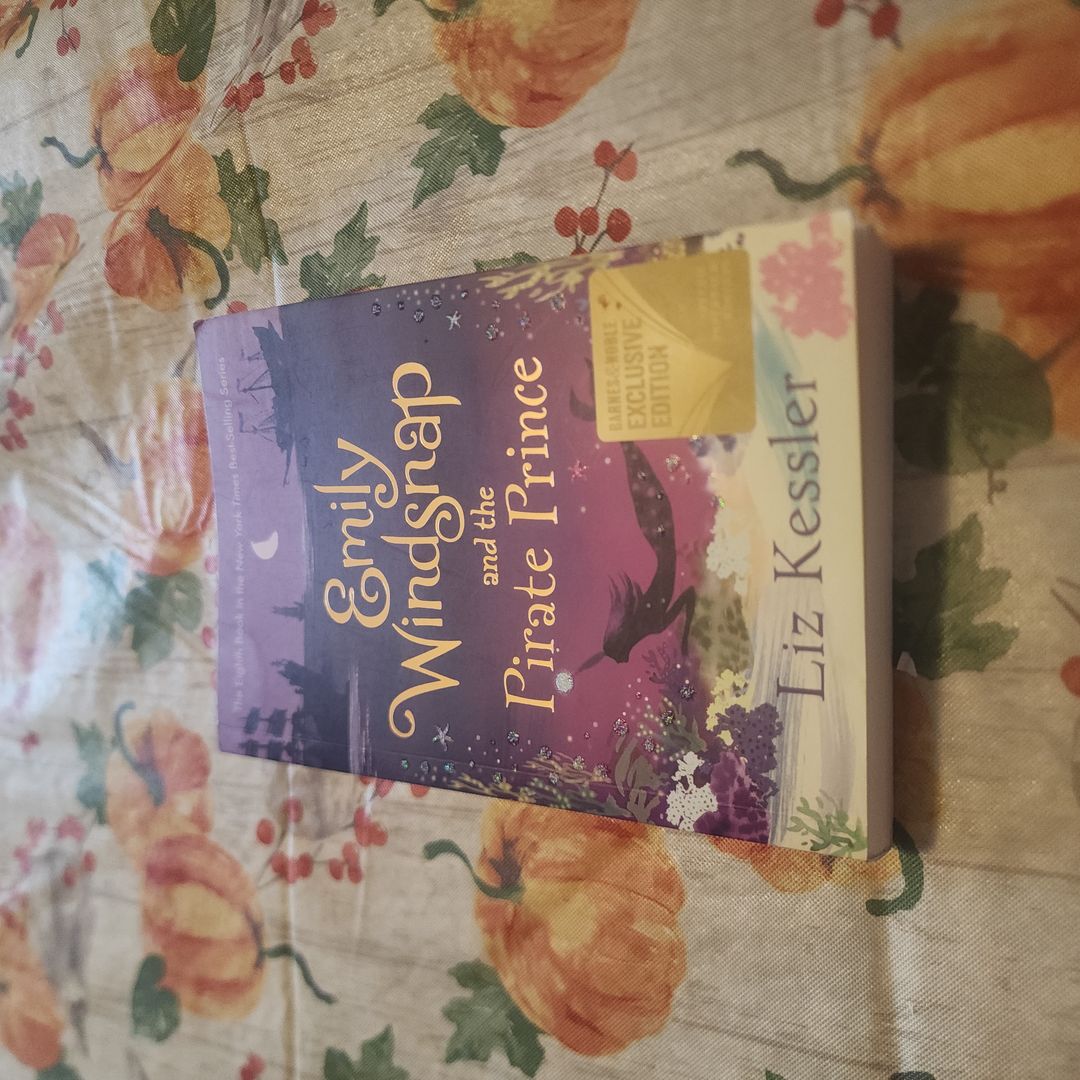 The Eighth Book in the New York Times Best-Selling Series
Emily
Windsnap
and the
Pirate Prince
BARNES & NOBLE
EXCLUSIVE
EDITION
Liz Kessler